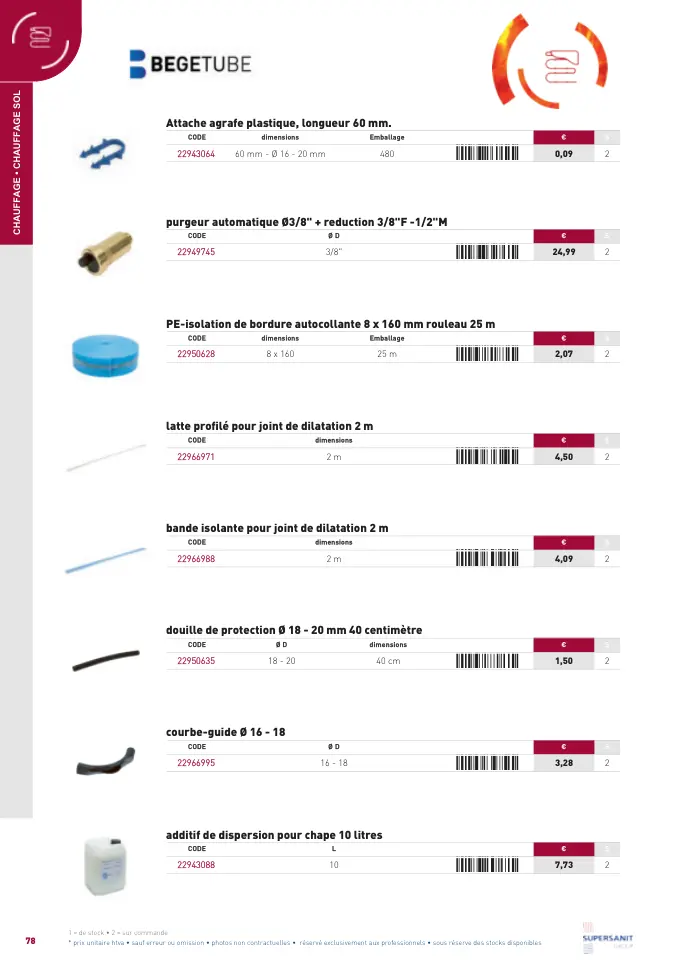 CHAUFFAGE • CHAUFFAGE SOL
BEGETUBE
Attache agrafe plastique, longueur 60 mm.
CODE dimensions Emballage €
22943064 60 mm - Ø 16 - 20 mm 480 0,09 2
purgeur automatique Ø3/8" + reduction 3/8"F -1/2"M
CODE Ø D €
22949745 3/8" 24,99 2
PE-isolation de bordure autocollante 8 x 160 mm rouleau 25 m
CODE dimensions Emballage €
22950628 8 x 160 25 m 2,07 2
latte profilé pour joint de dilatation 2 m
CODE dimensions €
22966971 2 m 4,50 2
bande isolante pour joint de dilatation 2 m
CODE dimensions €
22966988 2 m 4,09 2
douille de protection Ø 18 - 20 mm 40 centimètre
CODE Ø D dimensions €
22950635 18 - 20 40 cm 1,50 2
courbe-guide Ø 16 - 18
CODE Ø D €
22966995 16 - 18 3,28 2
additif de dispersion pour chape 10 litres
CODE L €
22943088 10 7,73 2
1 = de stock • 2 = sur commande
78 * prix unitaire htva • sauf erreur ou omission • photos non contractuelles • réservé exclusivement aux professionnels • sous réserve des stocks disponibles
SUPERSANIT
GROUP